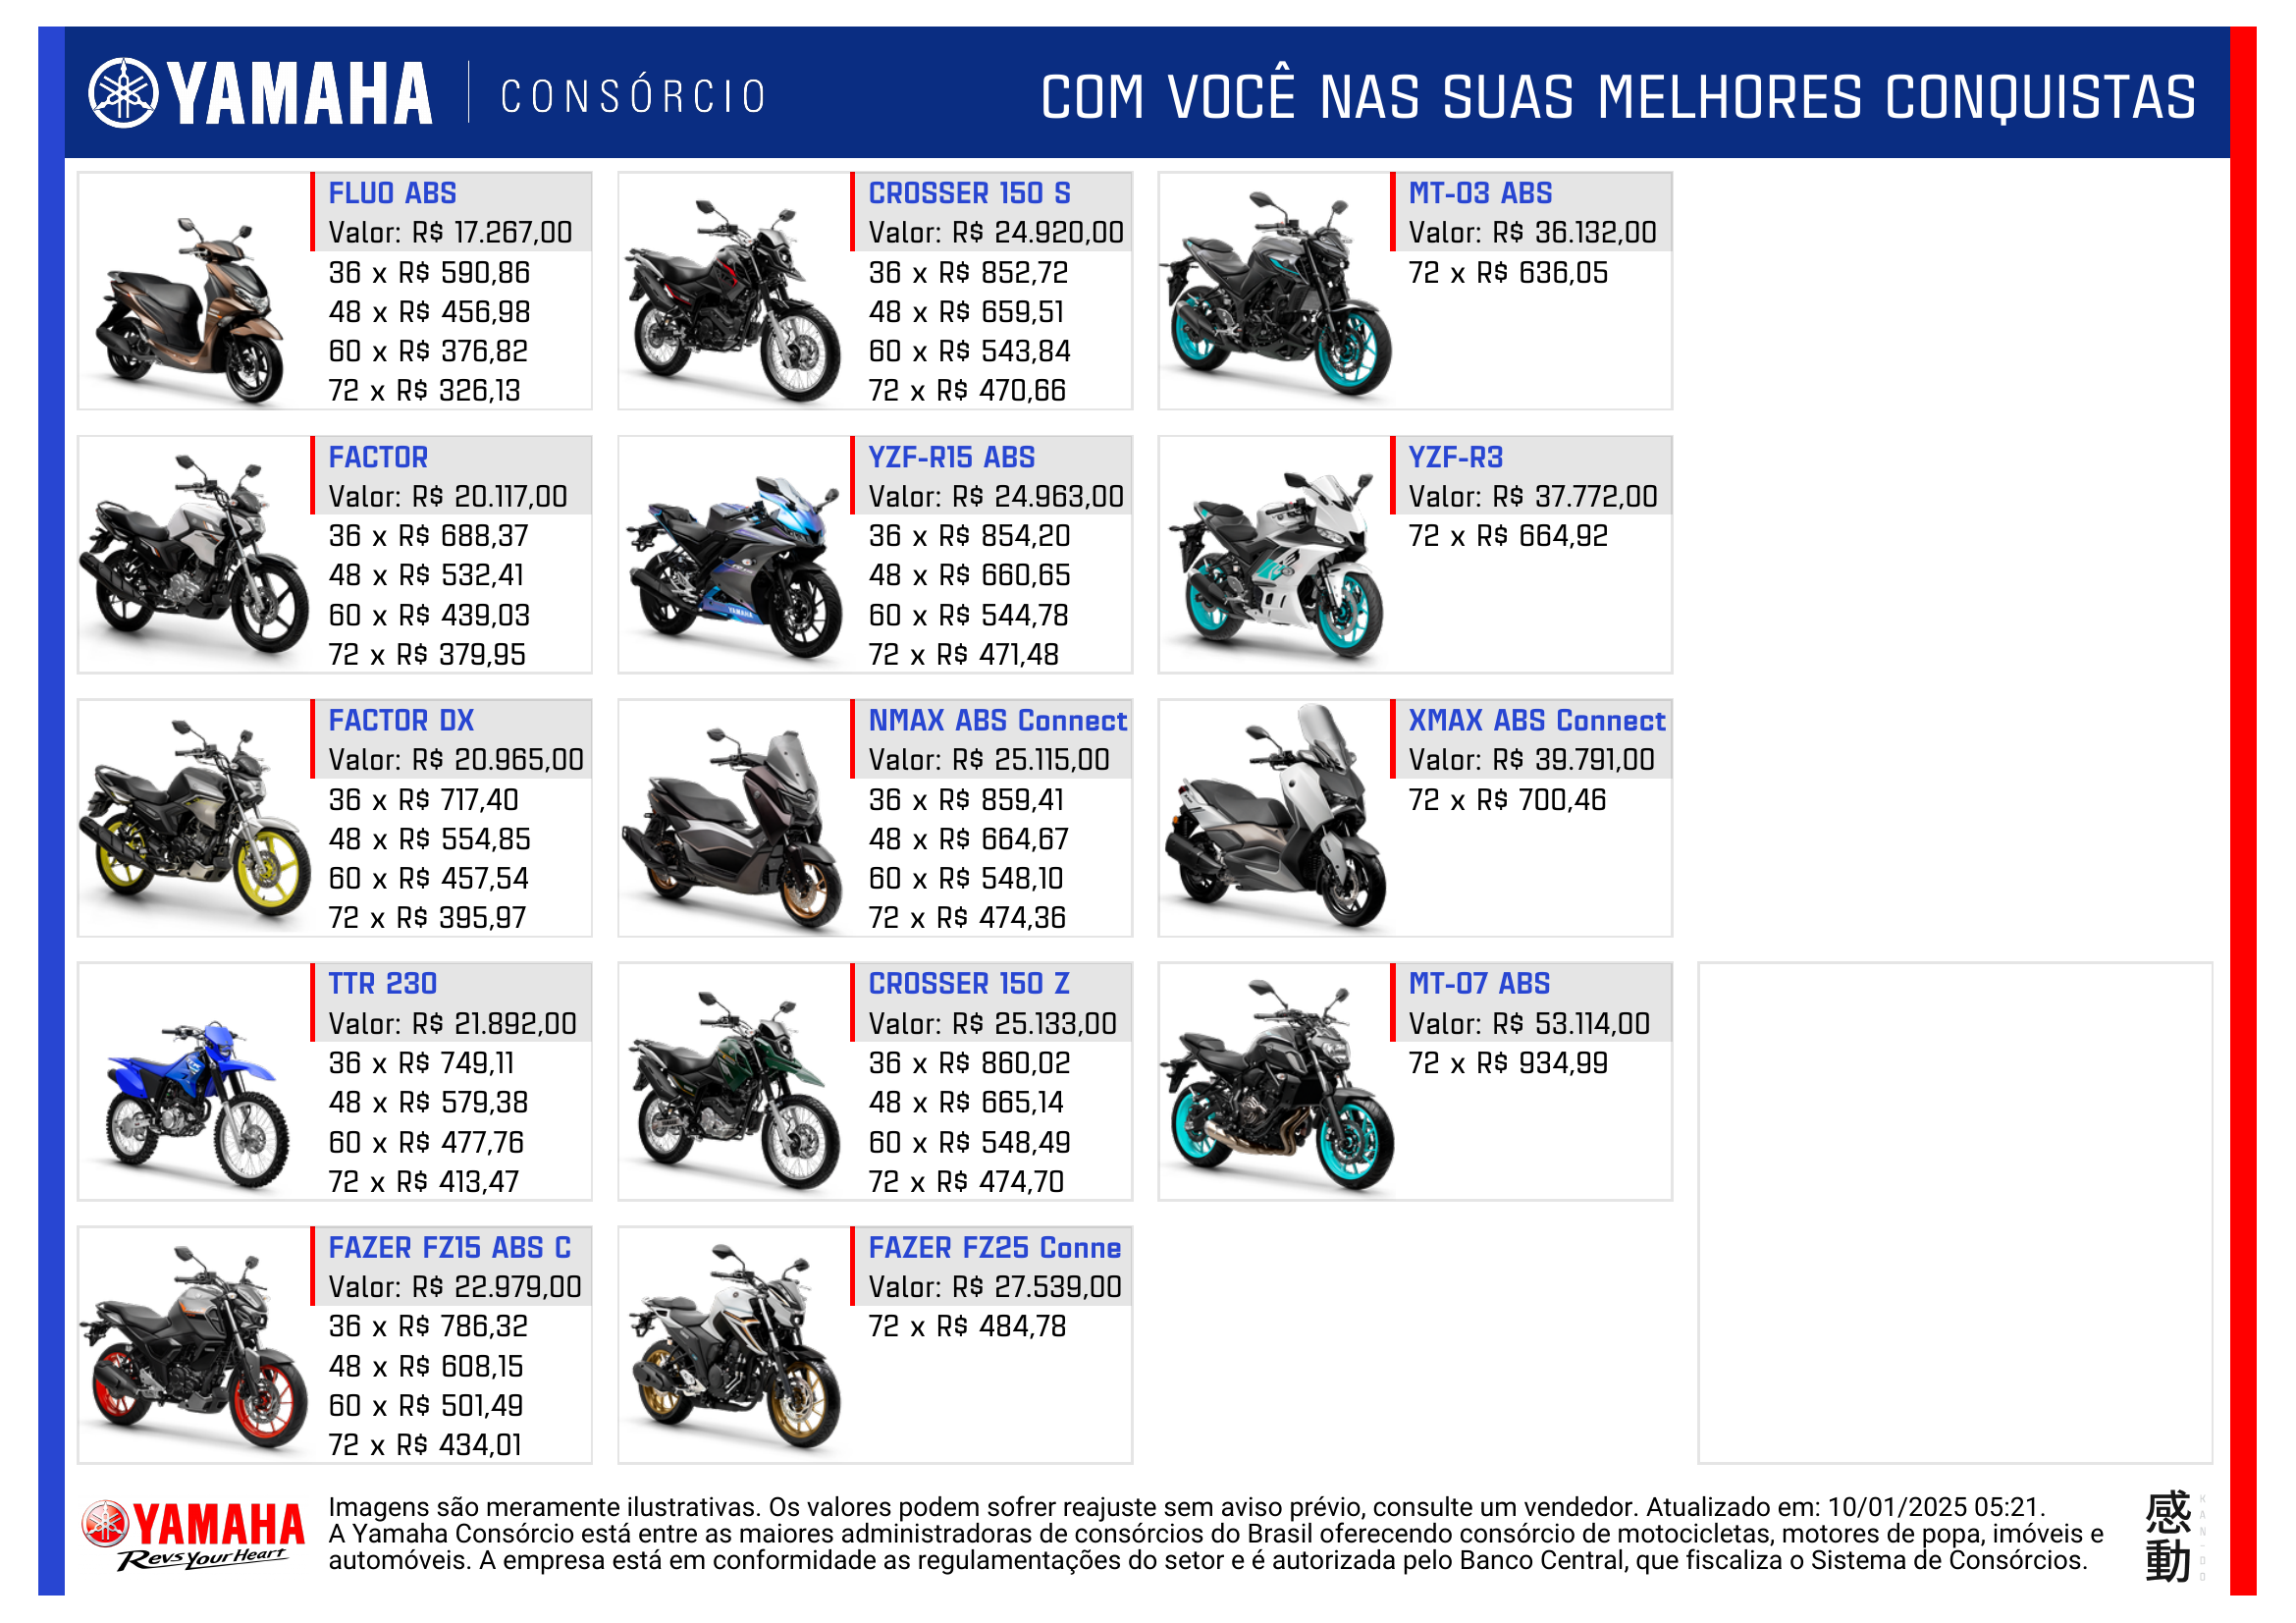 YAMAHA CONSÓRCIO
COM VOCÊ NAS SUAS MELHORES CONQUISTAS
FLUO ABS
Valor: R$ 17.267,00
36 x R$ 590,86
48 x R$ 456,98
60 x R$ 376,82
72 x R$ 326,13
CROSSER 150 S
Valor: R$ 24.920,00
36 x R$ 852,72
48 x R$ 659,51
60 x R$ 543,84
72 x R$ 470,66
MT-03 ABS
Valor: R$ 36.132,00
72 x R$ 636,05
FACTOR
Valor: R$ 20.117,00
36 x R$ 688,37
48 x R$ 532,41
60 x R$ 439,03
72 x R$ 379,95
YZF-R15 ABS
Valor: R$ 24.963,00
36 x R$ 854,20
48 x R$ 660,65
60 x R$ 544,78
72 x R$ 471,48
YAMAHA
YZF-R3
Valor: R$ 37.772,00
72 x R$ 664,92
FACTOR DX
Valor: R$ 20.965,00
36 x R$ 717,40
48 x R$ 554,85
60 x R$ 457,54
72 x R$ 395,97
NMAX ABS Connect
Valor: R$ 25.115,00
36 x R$ 859,41
48 x R$ 664,67
60 x R$ 548,10
72 x R$ 474,36
XMAX ABS Connect
Valor: R$ 39.791,00
72 x R$ 700,46
TTR 230
Valor: R$ 21.892,00
36 x R$ 749,11
48 x R$ 579,38
60 x R$ 477,76
72 x R$ 413,47
CROSSER 150 Z
Valor: R$ 25.133,00
36 x R$ 860,02
48 x R$ 665,14
60 x R$ 548,49
72 x R$ 474,70
MT-07 ABS
Valor: R$ 53.114,00
72 x R$ 934,99
FAZER FZ15 ABS C
Valor: R$ 22.979,00
36 x R$ 786,32
48 x R$ 608,15
60 x R$ 501,49
72 x R$ 434,01
FAZER FZ25 Conne
Valor: R$ 27.539,00
72 x R$ 484,78
YAMAHA
Revs Your Heart
Imagens são meramente ilustrativas. Os valores podem sofrer reajuste sem aviso prévio, consulte um vendedor. Atualizado em: 10/01/2025 05:21.
A Yamaha Consórcio está entre as maiores administradoras de consórcios do Brasil oferecendo consórcio de motocicletas, motores de popa, imóveis e
automóveis. A empresa está em conformidade as regulamentações do setor e é autorizada pelo Banco Central, que fiscaliza o Sistema de Consórcios.
感動
KAN-DO